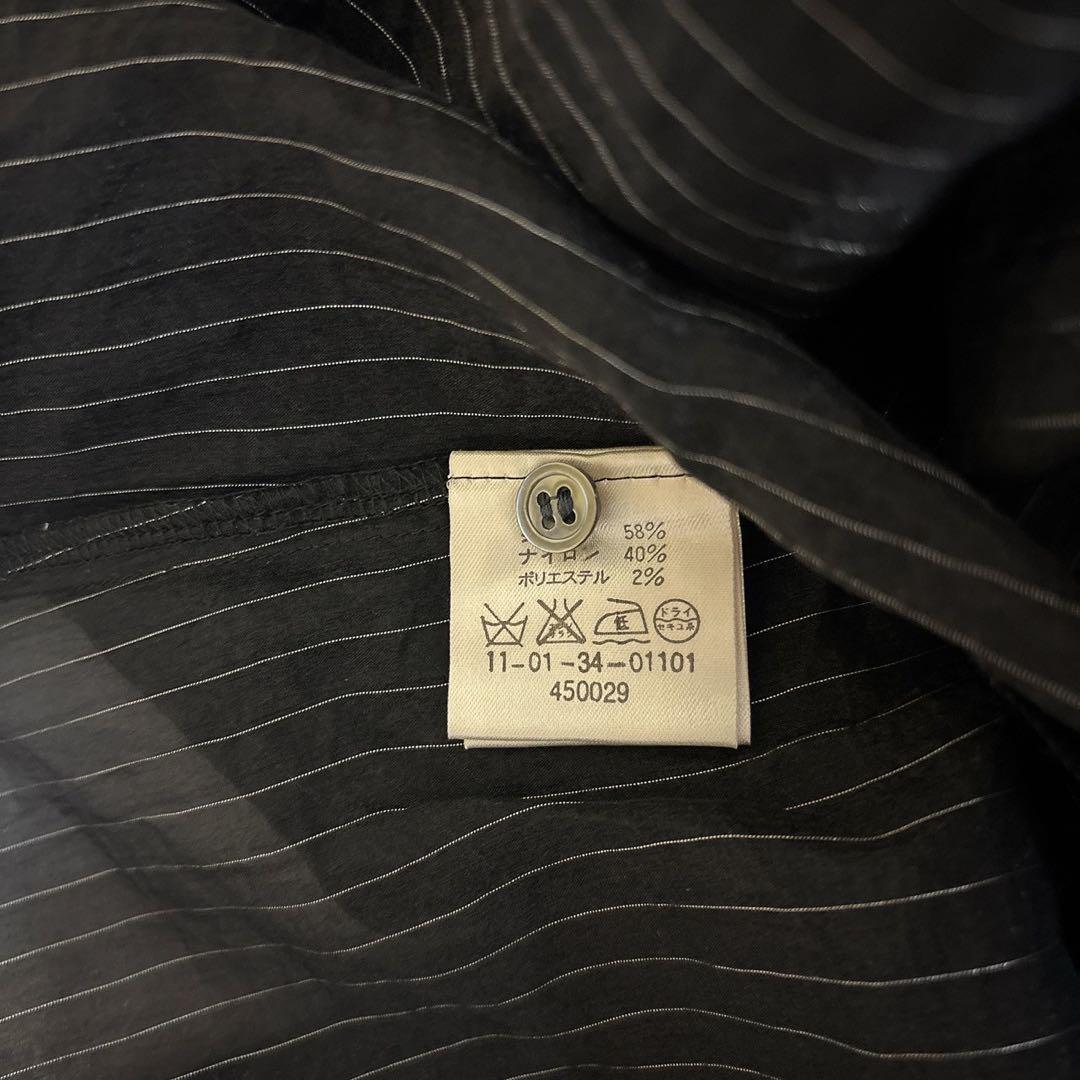 58%
ナイロン 40%
ポリエステル 2%
低 ドライ セキユ系
11-01-34-01101
450029